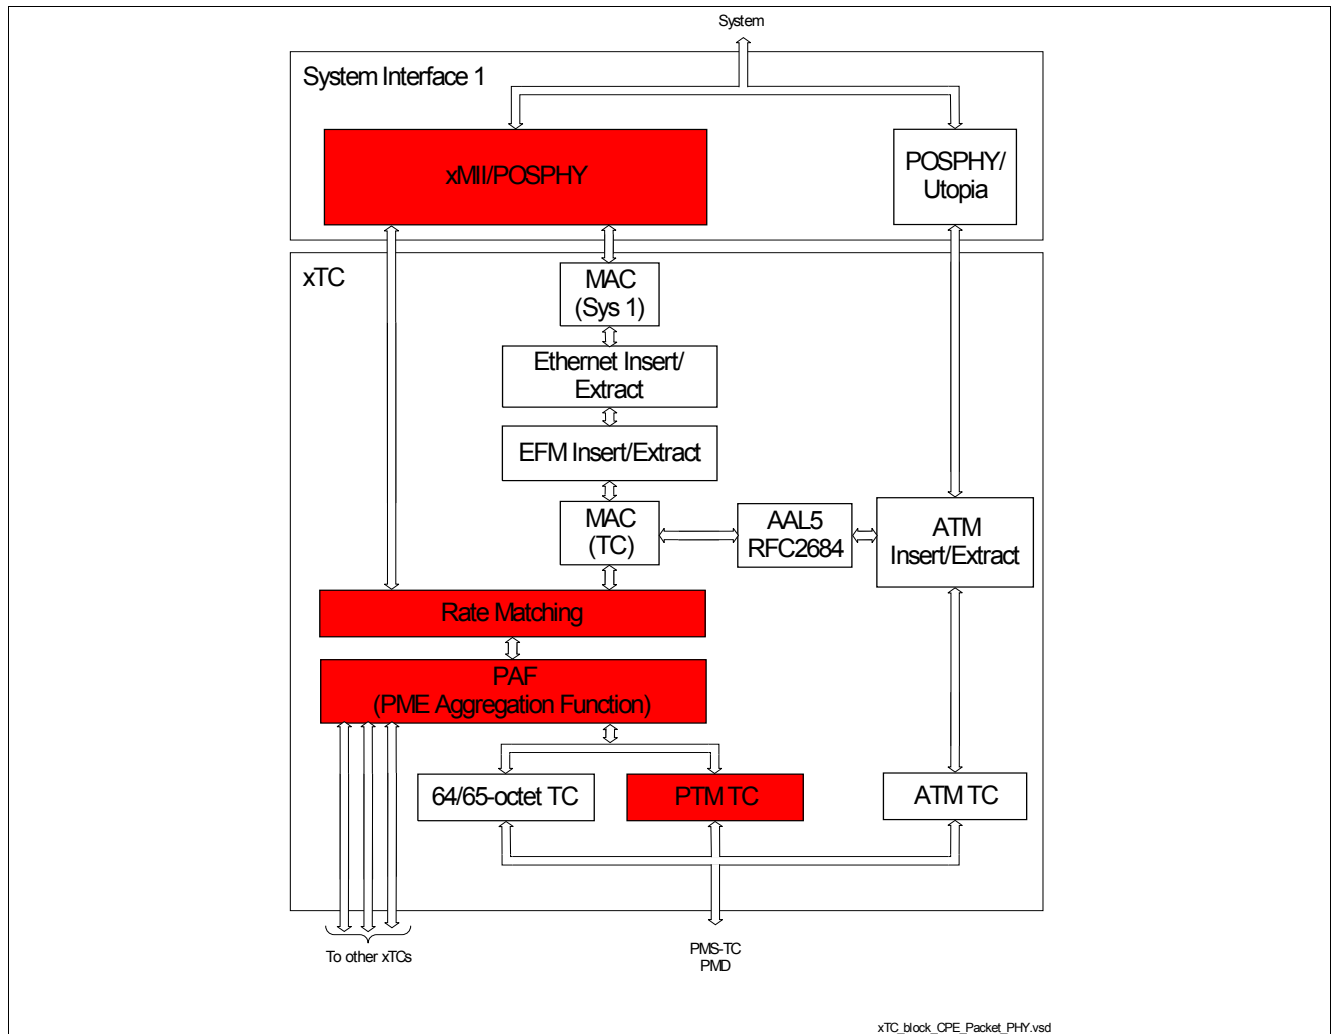 System
System Interface 1
xMII/POSPHY
POSPHY/
Utopia
xTC
MAC
(Sys 1)
Ethernet Insert/
Extract
EFM Insert/Extract
MAC
(TC)
AAL5
RFC2684
ATM
Insert/Extract
Rate Matching
PAF
(PME Aggregation Function)
64/65-octet TC
PTM TC
ATM TC
To other xTCs
PMS-TC
PMD
xTC_block_CPE_Packet_PHY.vsd